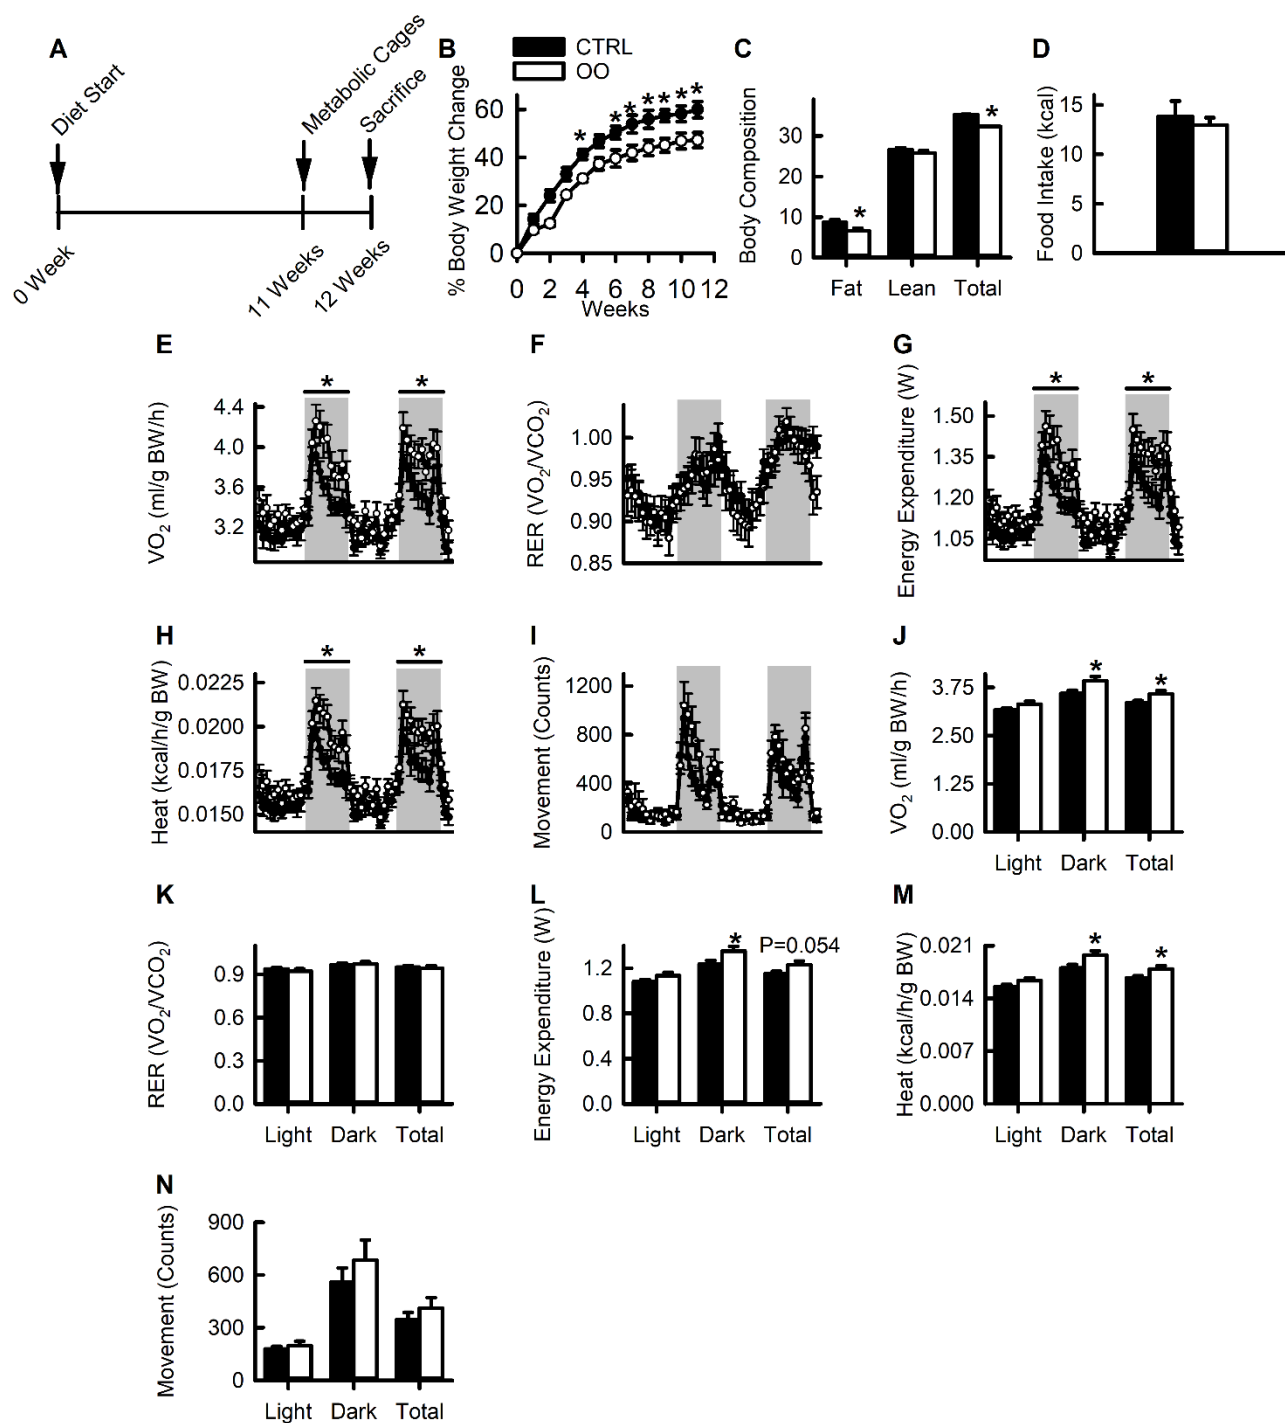 A
Diet Start
Metabolic Cages
Sacrifice
0 Week
11 Weeks
12 Weeks
B
CTRL
OO
% Body Weight Change
60
40
20
0
* * * * * * *
0 2 4 6 8 10 12
Weeks
C
Body Composition
30
20
10
0
* *
Fat Lean Total
D
Food Intake (kcal)
15
10
5
0
E
VO2 (ml/g BW/h)
4.4
4.0
3.6
3.2
* *
F
RER (VO2/VCO2)
1.00
0.95
0.90
0.85
G
Energy Expenditure (W)
1.50
1.35
1.20
1.05
* *
H
Heat (kcal/h/g BW)
0.0225
0.0200
0.0175
0.0150
* *
I
Movement (Counts)
1200
800
400
0
J
VO2 (ml/g BW/h)
3.75
2.50
1.25
0.00
* *
Light Dark Total
K
RER (VO2/VCO2)
0.9
0.6
0.3
0.0
Light Dark Total
L
Energy Expenditure (W)
1.2
0.8
0.4
0.0
* P=0.054
Light Dark Total
M
Heat (kcal/h/g BW)
0.021
0.014
0.007
0.000
* *
Light Dark Total
N
Movement (Counts)
900
600
300
0
Light Dark Total